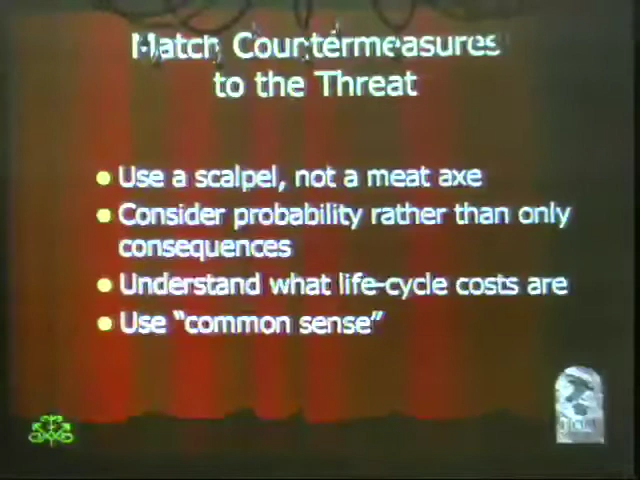 Match Countermeasures
to the Threat
Use a scalpel, not a meat axe
Consider probability rather than only
consequences
Understand what life-cycle costs are
Use “common sense”